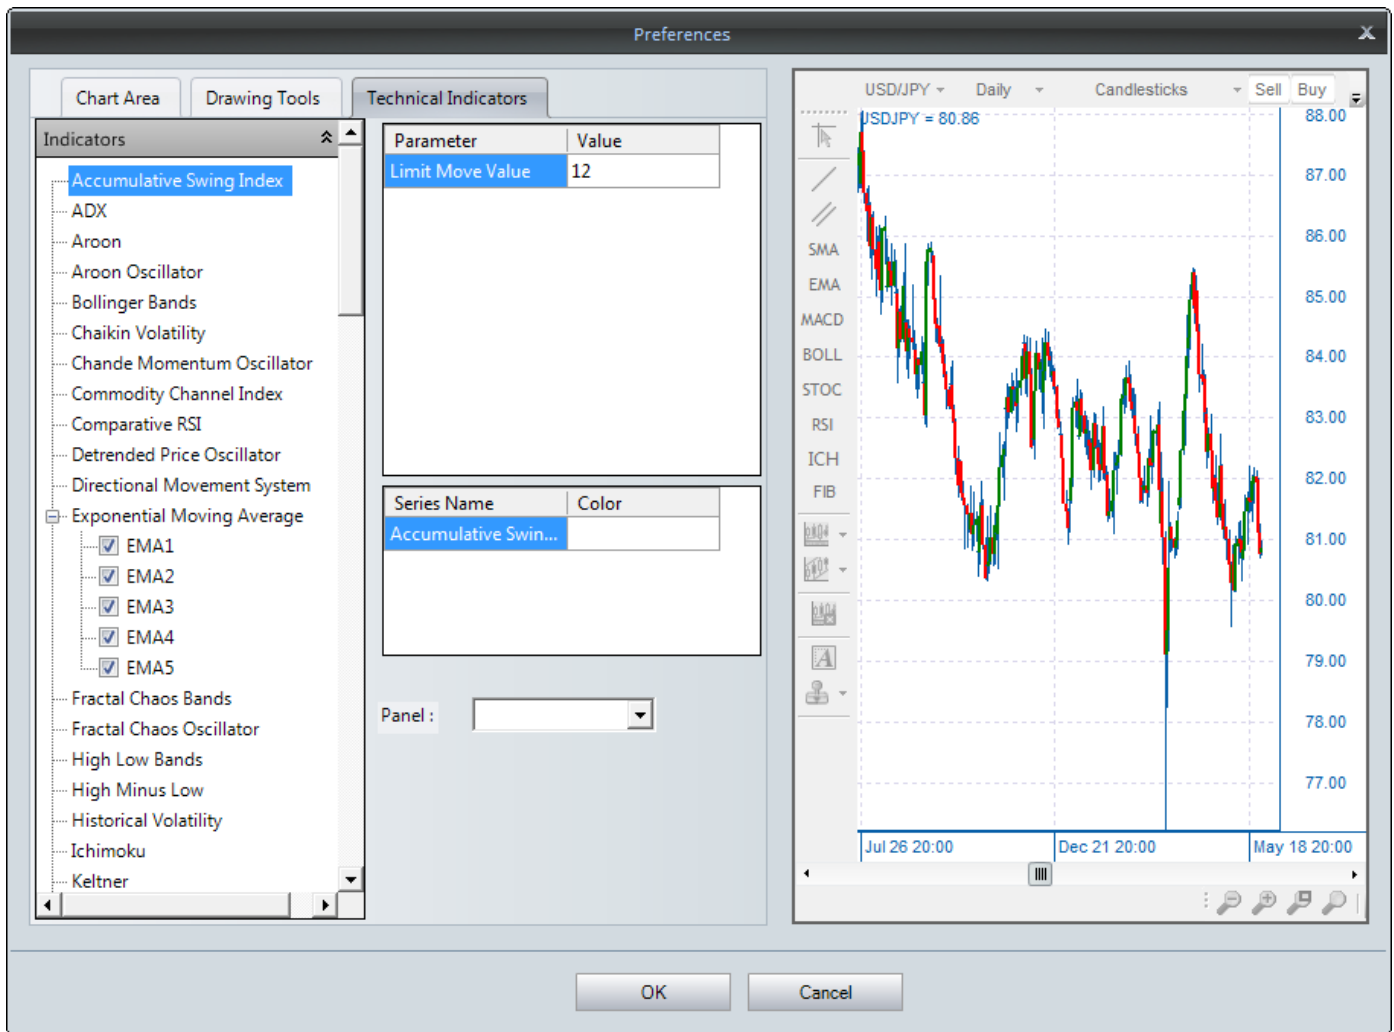 Preferences
X
Chart Area
Drawing Tools
Technical Indicators
Indicators
Accumulative Swing Index
ADX
Aroon
Aroon Oscillator
Bollinger Bands
Chaikin Volatility
Chande Momentum Oscillator
Commodity Channel Index
Comparative RSI
Detrended Price Oscillator
Directional Movement System
Exponential Moving Average
EMA1
EMA2
EMA3
EMA4
EMA5
Fractal Chaos Bands
Fractal Chaos Oscillator
High Low Bands
High Minus Low
Historical Volatility
Ichimoku
Keltner
Parameter Value
Limit Move Value 12
Series Name Color
Accumulative Swin...
Panel :
USD/JPY Daily Candlesticks Sell Buy
USDJPY = 80.86
SMA
EMA
MACD
BOLL
STOC
RSI
ICH
FIB
A
88.00
87.00
86.00
85.00
84.00
83.00
82.00
81.00
80.00
79.00
78.00
77.00
Jul 26 20:00 Dec 21 20:00 May 18 20:00
OK
Cancel